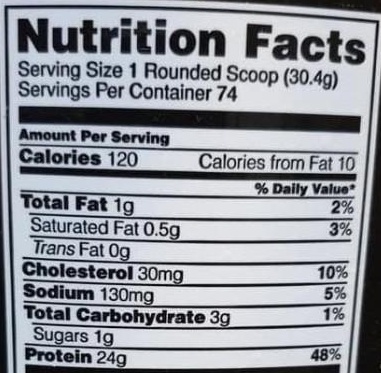 Nutrition Facts
Serving Size 1 Rounded Scoop (30.4g)
Servings Per Container 74
Amount Per Serving
Calories 120 Calories from Fat 10
% Daily Value*
Total Fat 1g 2%
Saturated Fat 0.5g 3%
Trans Fat 0g
Cholesterol 30mg 10%
Sodium 130mg 5%
Total Carbohydrate 3g 1%
Sugars 1g
Protein 24g 48%